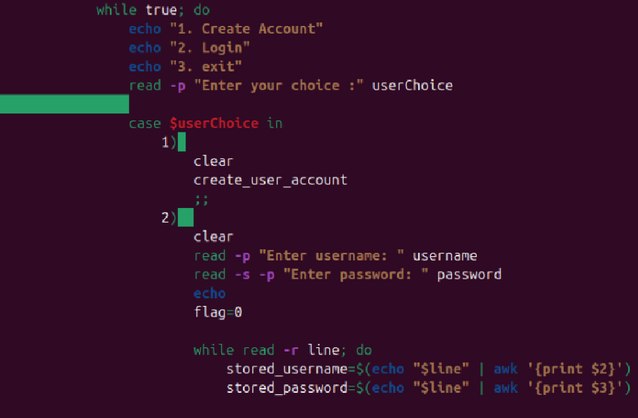 while true; do
echo "1. Create Account"
echo "2. Login"
echo "3. exit"
read -p "Enter your choice :" userChoice
case $userChoice in
1)
clear
create_user_account
;;
2)
clear
read -p "Enter username: " username
read -s -p "Enter password: " password
echo
flag=0
while read -r line; do
stored_username=$(echo "$line" | awk '{print $2}')
stored_password=$(echo "$line" | awk '{print $3}')